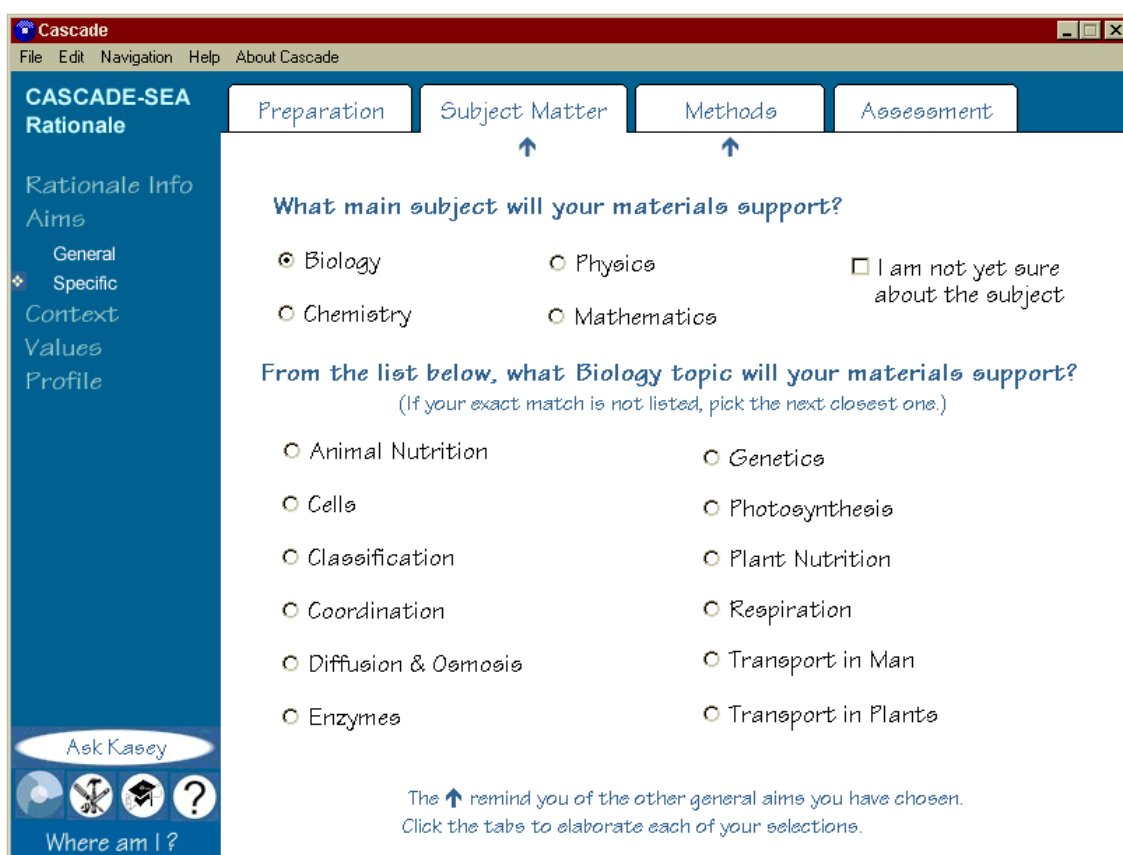 Cascade
File Edit Navigation Help About Cascade
CASCADE-SEA
Rationale
Rationale Info
Aims
General
Specific
Context
Values
Profile
Ask Kasey
?
Where am I ?
Preparation Subject Matter Methods Assessment
What main subject will your materials support?
Biology Physics I am not yet sure
about the subject
Chemistry Mathematics
From the list below, what Biology topic will your materials support?
(If your exact match is not listed, pick the next closest one.)
Animal Nutrition Genetics
Cells Photosynthesis
Classification Plant Nutrition
Coordination Respiration
Diffusion & Osmosis Transport in Man
Enzymes Transport in Plants
The ↑ remind you of the other general aims you have chosen.
Click the tabs to elaborate each of your selections.